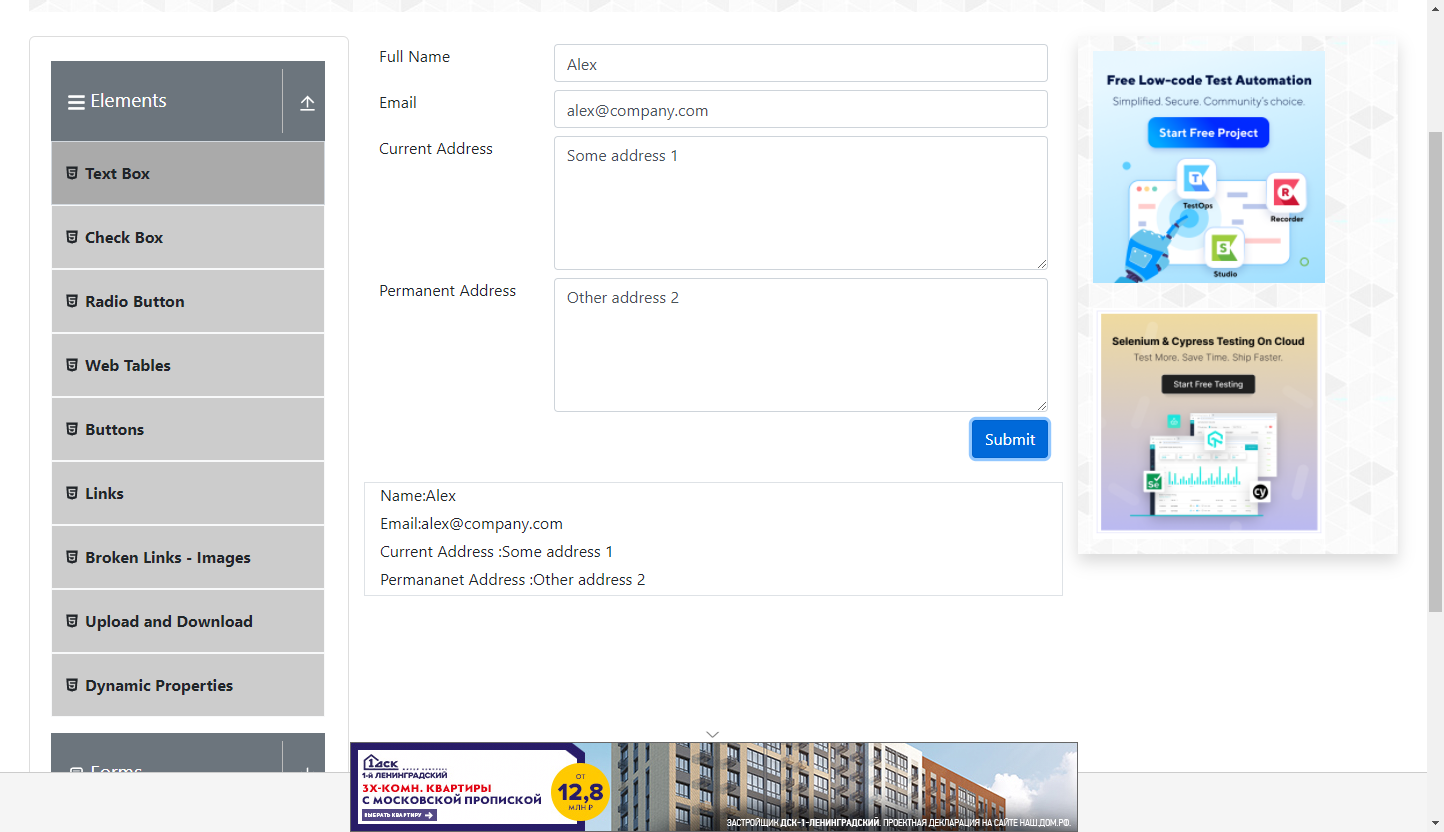 Elements
Text Box
Check Box
Radio Button
Web Tables
Buttons
Links
Broken Links - Images
Upload and Download
Dynamic Properties
Forms
Full Name
Alex
Email
alex@company.com
Current Address
Some address 1
Permanent Address
Other address 2
Submit
Name:Alex
Email:alex@company.com
Current Address :Some address 1
Permananet Address :Other address 2
Free Low-code Test Automation
Simplified. Secure. Community's choice.
Start Free Project
TestOps
Recorder
Studio
Selenium & Cypress Testing On Cloud
Test More. Save Time. Ship Faster.
Start Free Testing
Se
cy
1ДСК
1-Й ЛЕНИНГРАДСКИЙ
3Х-КОМН. КВАРТИРЫ
С МОСКОВСКОЙ ПРОПИСКОЙ
ВЫБРАТЬ КВАРТИРУ
ОТ
12,8
МЛН ₽
ЗАСТРОЙЩИК ДСК-1-ЛЕНИНГРАДСКИЙ. ПРОЕКТНАЯ ДЕКЛАРАЦИЯ НА САЙТЕ НАШ.ДОМ.РФ.